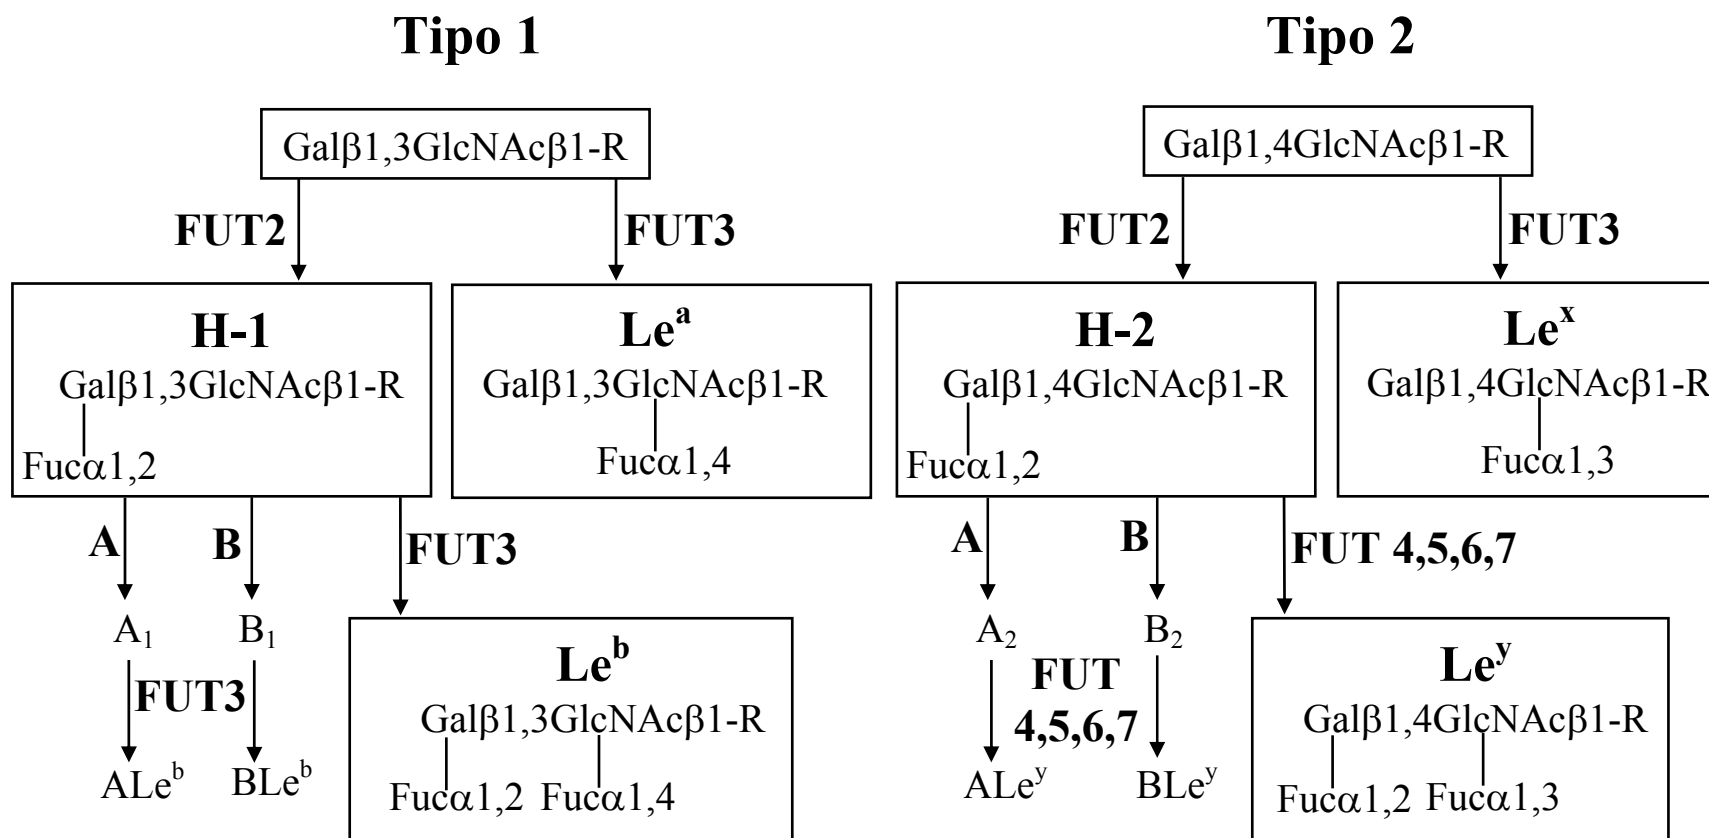 Tipo 1
Galβ1,3GlcNAcβ1-R
FUT2
FUT3
H-1
Galβ1,3GlcNAcβ1-R
Fucα1,2
Le^a
Galβ1,3GlcNAcβ1-R
Fucα1,4
A
B
FUT3
A₁
B₁
FUT3
ALe^b
BLe^b
Le^b
Galβ1,3GlcNAcβ1-R
Fucα1,2 Fucα1,4
Tipo 2
Galβ1,4GlcNAcβ1-R
FUT2
FUT3
H-2
Galβ1,4GlcNAcβ1-R
Fucα1,2
Le^x
Galβ1,4GlcNAcβ1-R
Fucα1,3
A
B
FUT 4,5,6,7
A₂
B₂
FUT
4,5,6,7
ALe^y
BLe^y
Le^y
Galβ1,4GlcNAcβ1-R
Fucα1,2 Fucα1,3